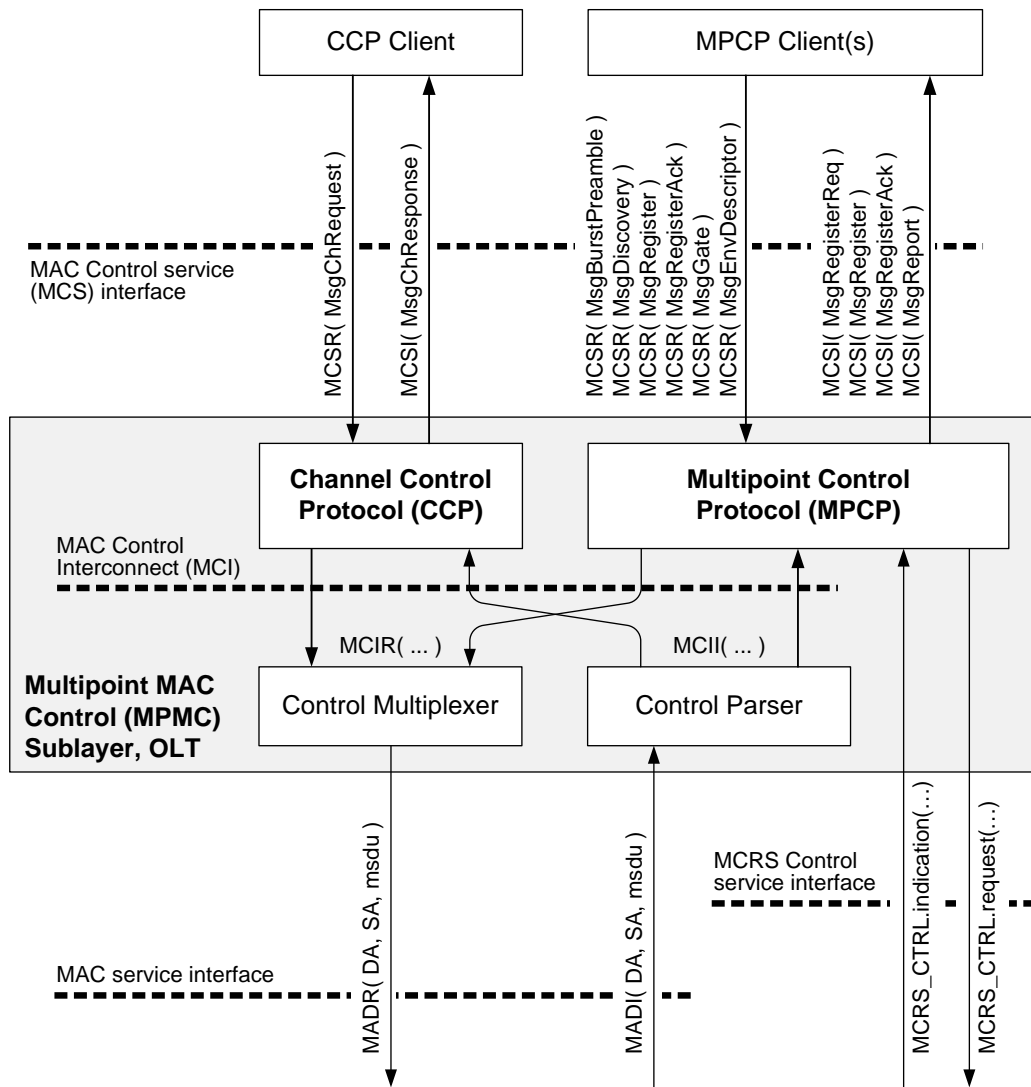 CCP Client
MPCP Client(s)
MCSR( MsgChRequest )
MCSI( MsgChResponse )
MCSR( MsgBurstPreamble )
MCSR( MsgDiscovery )
MCSR( MsgRegister )
MCSR( MsgRegisterAck )
MCSR( MsgGate )
MCSR( MsgEnvDescriptor )
MCSI( MsgRegisterReq )
MCSI( MsgRegister )
MCSI( MsgRegisterAck )
MCSI( MsgReport )
MAC Control service
(MCS) interface
Channel Control
Protocol (CCP)
Multipoint Control
Protocol (MPCP)
MAC Control
Interconnect (MCI)
MCIR( ... )
MCII( ... )
Multipoint MAC
Control (MPMC)
Sublayer, OLT
Control Multiplexer
Control Parser
MADR( DA, SA, msdu )
MADI( DA, SA, msdu )
MCRS Control
service interface
MCRS_CTRL.indication(...)
MCRS_CTRL.request(...)
MAC service interface